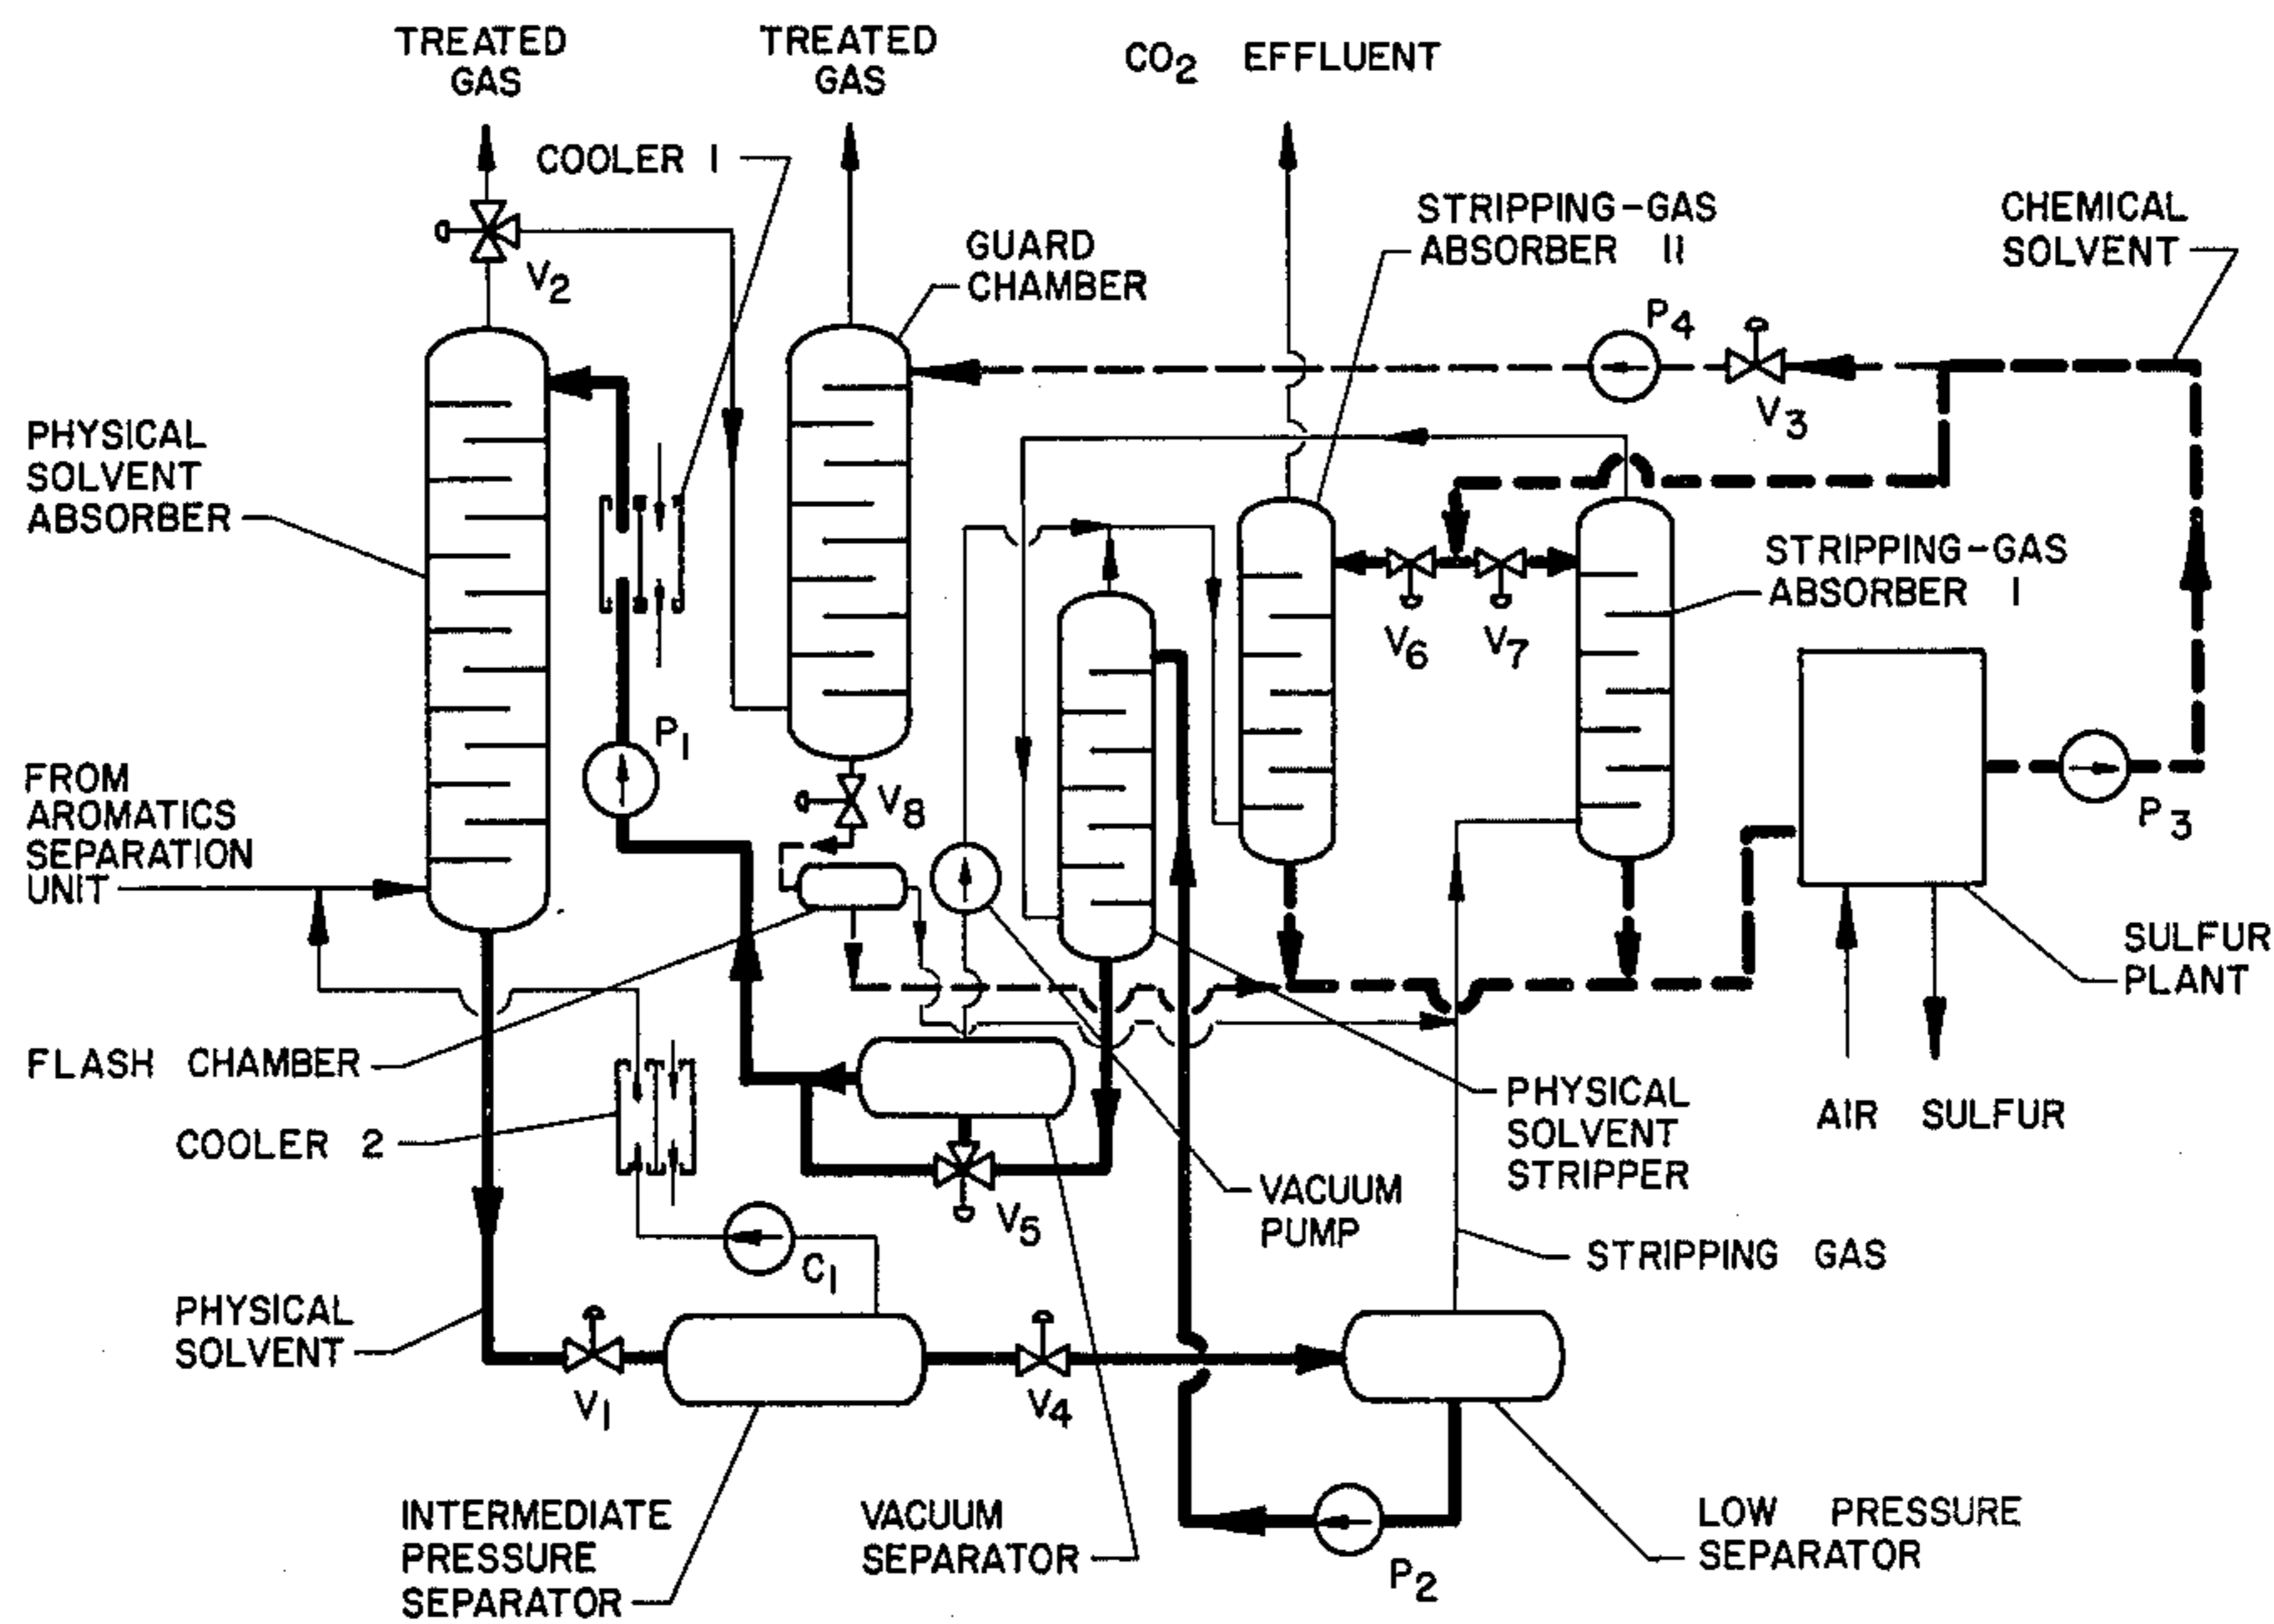 TREATED
GAS
TREATED
GAS
CO2 EFFLUENT
COOLER 1
STRIPPING-GAS
ABSORBER II
CHEMICAL
SOLVENT
V2
GUARD
CHAMBER
P4
V3
PHYSICAL
SOLVENT
ABSORBER
STRIPPING-GAS
ABSORBER I
V6
V7
P1
FROM
AROMATICS
SEPARATION
UNIT
V8
P3
SULFUR
PLANT
FLASH CHAMBER
COOLER 2
PHYSICAL
SOLVENT
STRIPPER
AIR SULFUR
VACUUM
PUMP
V5
C1
STRIPPING GAS
PHYSICAL
SOLVENT
V1
V4
INTERMEDIATE
PRESSURE
SEPARATOR
VACUUM
SEPARATOR
P2
LOW PRESSURE
SEPARATOR